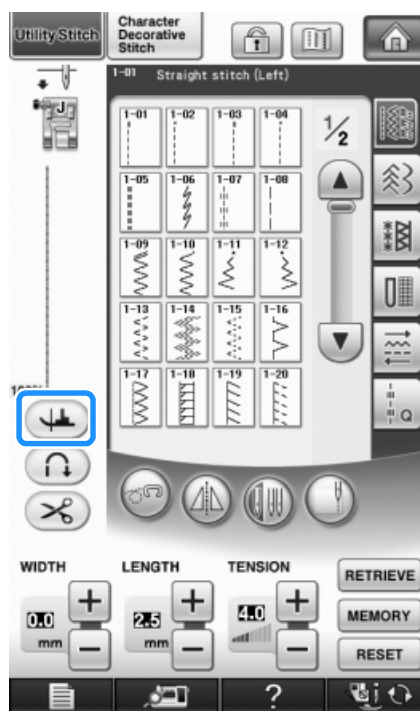 Utility Stitch
Character
Decorative
Stitch
1-01 Straight stitch (Left)
J
1-01 1-02 1-03 1-04
1/2
1-05 1-06 1-07 1-08
1-09 1-10 1-11 1-12
1-13 1-14 1-15 1-16
1-17 1-18 1-19 1-20
Q
WIDTH LENGTH TENSION
RETRIEVE
0.0 + 2.5 + 4.0 +
MEMORY
mm − mm − −
RESET
?